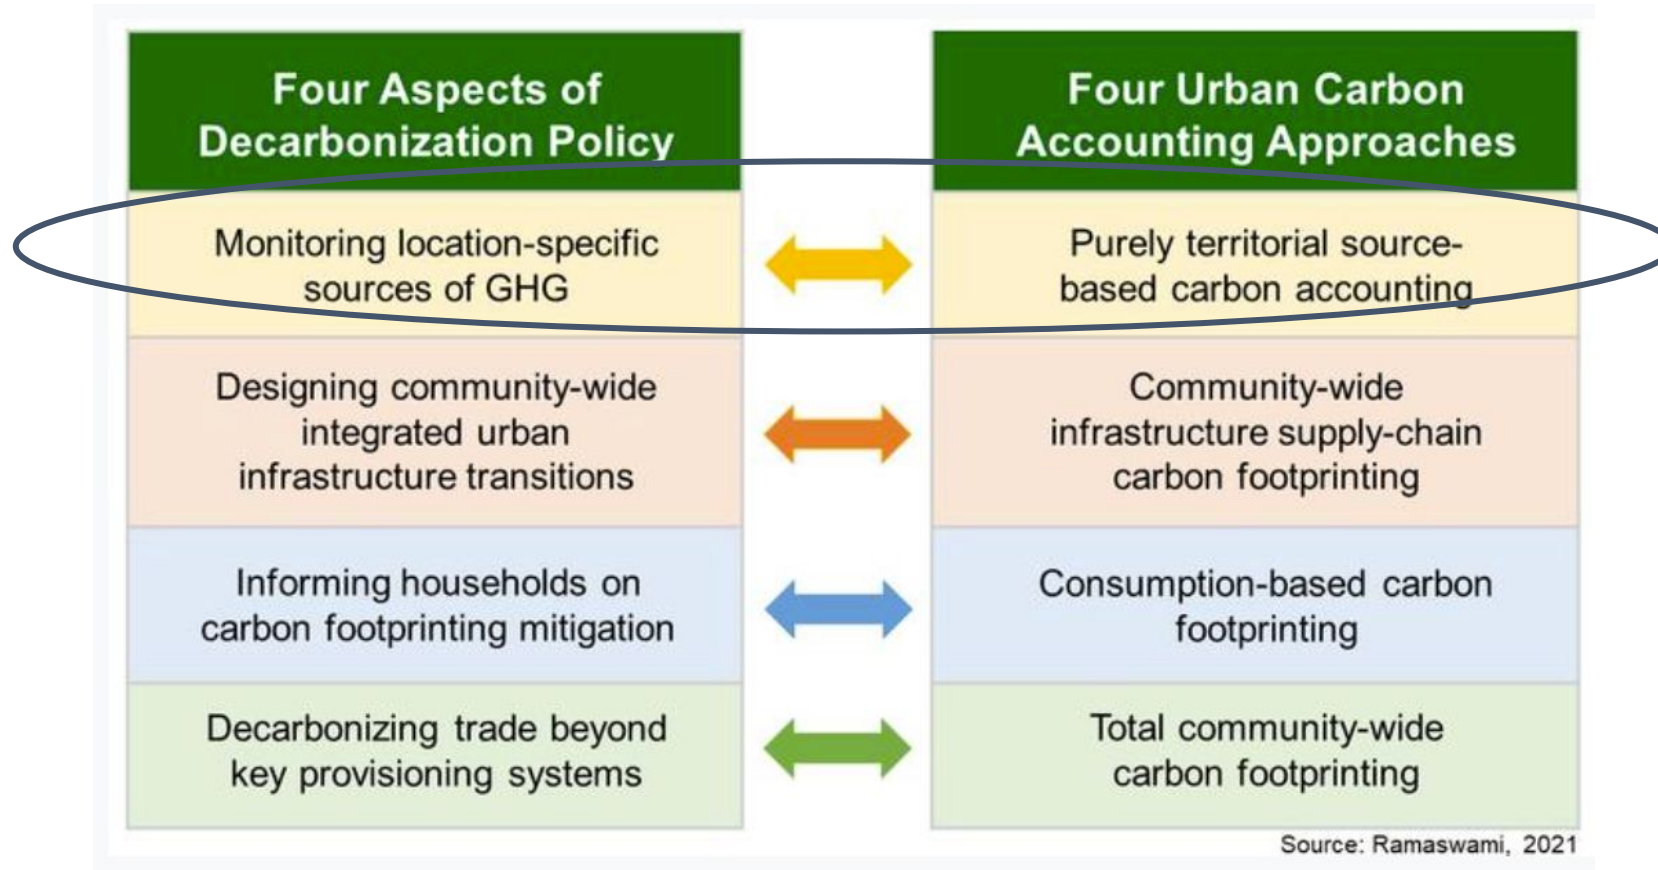 Four Aspects of
Decarbonization Policy
Four Urban Carbon
Accounting Approaches
Monitoring location-specific
sources of GHG
Purely territorial source-
based carbon accounting
Designing community-wide
integrated urban
infrastructure transitions
Community-wide
infrastructure supply-chain
carbon footprinting
Informing households on
carbon footprinting mitigation
Consumption-based carbon
footprinting
Decarbonizing trade beyond
key provisioning systems
Total community-wide
carbon footprinting
Source: Ramaswami, 2021